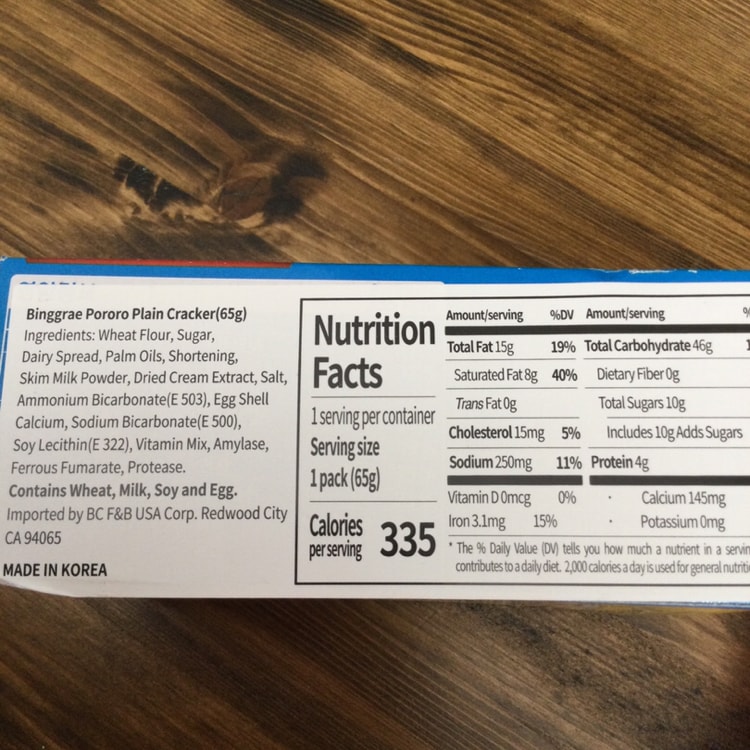 Binggrae Pororo Plain Cracker(65g)
Ingredients: Wheat Flour, Sugar,
Dairy Spread, Palm Oils, Shortening,
Skim Milk Powder, Dried Cream Extract, Salt,
Ammonium Bicarbonate(E 503), Egg Shell
Calcium, Sodium Bicarbonate(E 500),
Soy Lecithin(E 322), Vitamin Mix, Amylase,
Ferrous Fumarate, Protease.
Contains Wheat, Milk, Soy and Egg.
Imported by BC F&B USA Corp. Redwood City
CA 94065
MADE IN KOREA
Nutrition
Facts
1 serving per container
Serving size
1 pack (65g)
Calories
per serving 335
Amount/serving %DV
Total Fat 15g 19%
Saturated Fat 8g 40%
Trans Fat 0g
Cholesterol 15mg 5%
Sodium 250mg 11%
Vitamin D 0mcg 0%
Iron 3.1mg 15%
Amount/serving %
Total Carbohydrate 46g 1
Dietary Fiber 0g
Total Sugars 10g
Includes 10g Adds Sugars
Protein 4g
· Calcium 145mg
· Potassium 0mg
* The % Daily Value (DV) tells you how much a nutrient in a servin
contributes to a daily diet. 2,000 calories a day is used for general nutriti